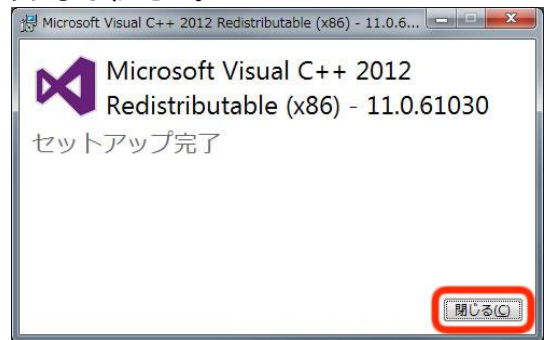 Microsoft Visual C++ 2012 Redistributable (x86) - 11.0.6...
Microsoft Visual C++ 2012
Redistributable (x86) - 11.0.61030
セットアップ完了
閉じる(C)